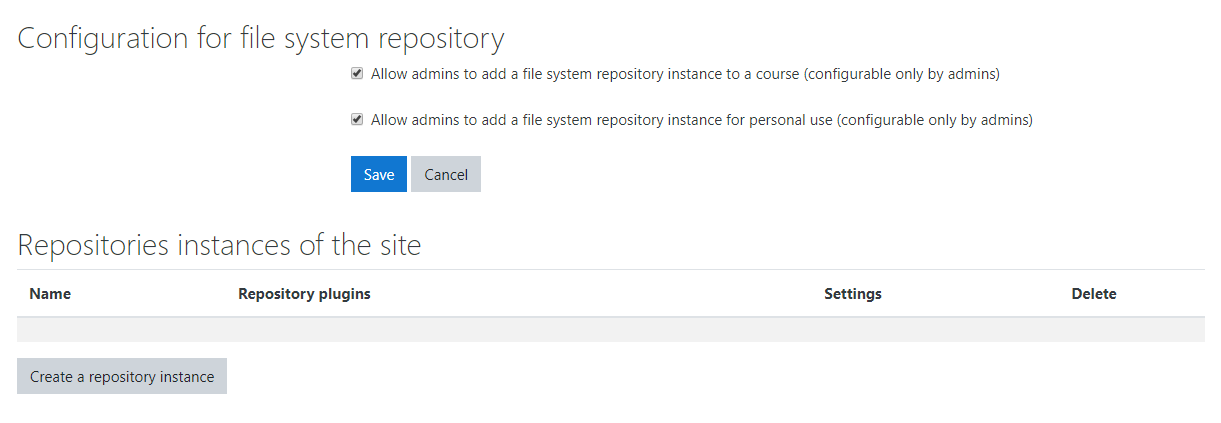 Configuration for file system repository
Allow admins to add a file system repository instance to a course (configurable only by admins)
Allow admins to add a file system repository instance for personal use (configurable only by admins)
Save Cancel
Repositories instances of the site
Name Repository plugins Settings Delete
Create a repository instance